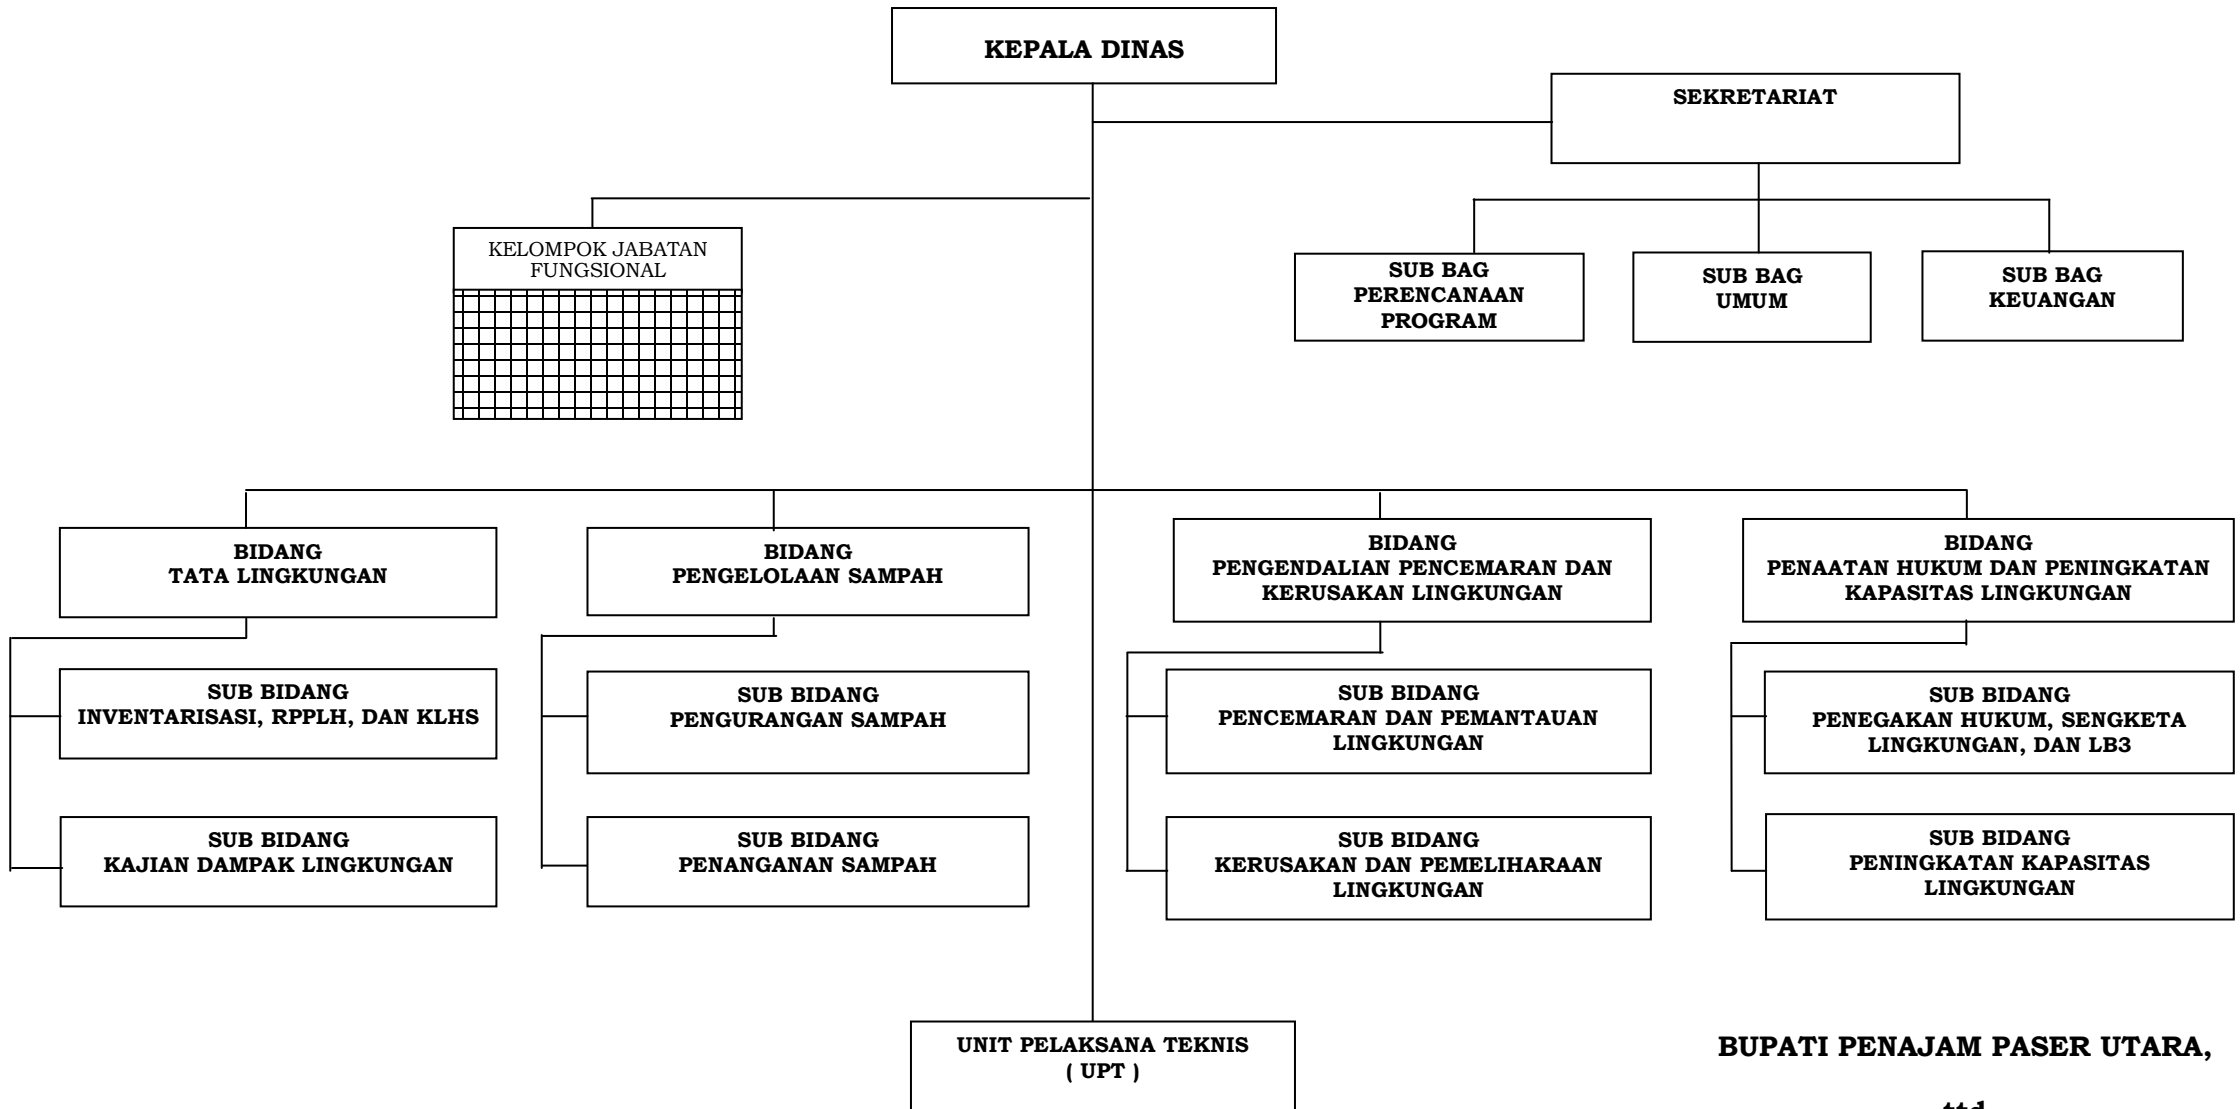 KEPALA DINAS
SEKRETARIAT
KELOMPOK JABATAN
FUNGSIONAL
SUB BAG
PERENCANAAN
PROGRAM
SUB BAG
UMUM
SUB BAG
KEUANGAN
BIDANG
TATA LINGKUNGAN
BIDANG
PENGELOLAAN SAMPAH
BIDANG
PENGENDALIAN PENCEMARAN DAN
KERUSAKAN LINGKUNGAN
BIDANG
PENAATAN HUKUM DAN PENINGKATAN
KAPASITAS LINGKUNGAN
SUB BIDANG
INVENTARISASI, RPPLH, DAN KLHS
SUB BIDANG
PENGURANGAN SAMPAH
SUB BIDANG
PENCEMARAN DAN PEMANTAUAN
LINGKUNGAN
SUB BIDANG
PENEGAKAN HUKUM, SENGKETA
LINGKUNGAN, DAN LB3
SUB BIDANG
KAJIAN DAMPAK LINGKUNGAN
SUB BIDANG
PENANGANAN SAMPAH
SUB BIDANG
KERUSAKAN DAN PEMELIHARAAN
LINGKUNGAN
SUB BIDANG
PENINGKATAN KAPASITAS
LINGKUNGAN
UNIT PELAKSANA TEKNIS
( UPT )
BUPATI PENAJAM PASER UTARA,
ttd